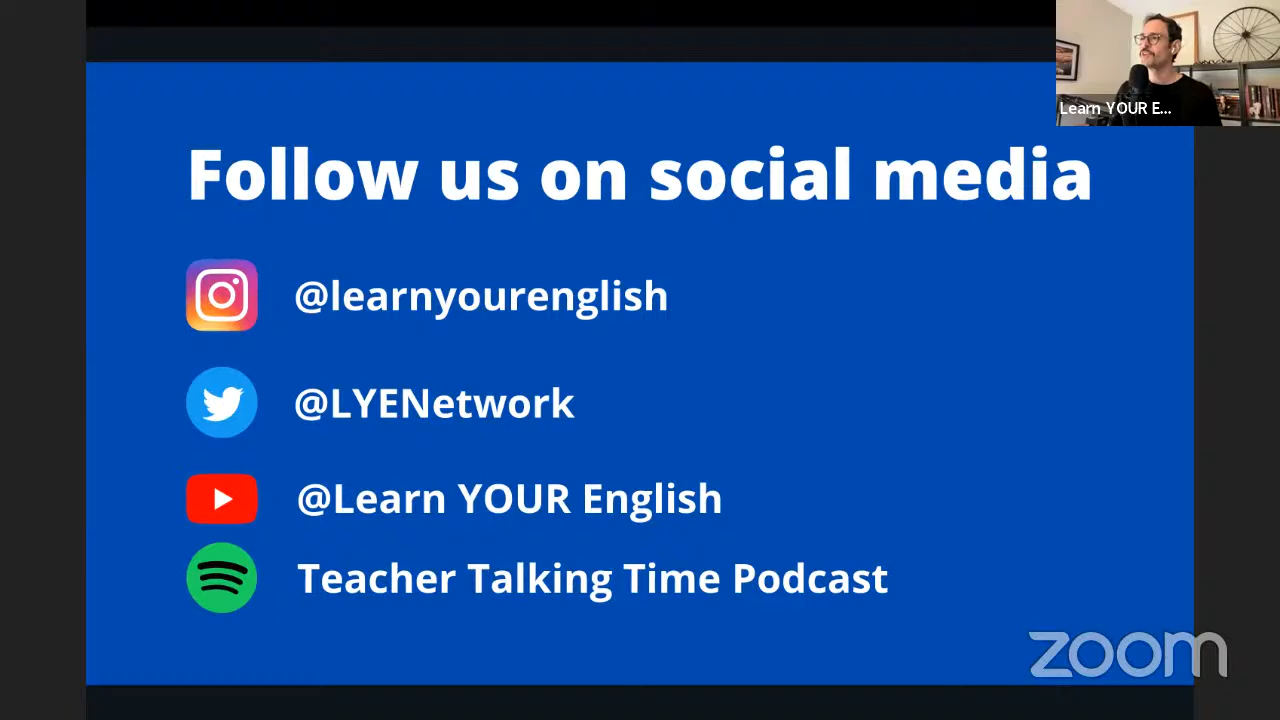 Learn YOUR E...
Follow us on social media
@learnyourenglish
@LYENetwork
@Learn YOUR English
Teacher Talking Time Podcast
zoom